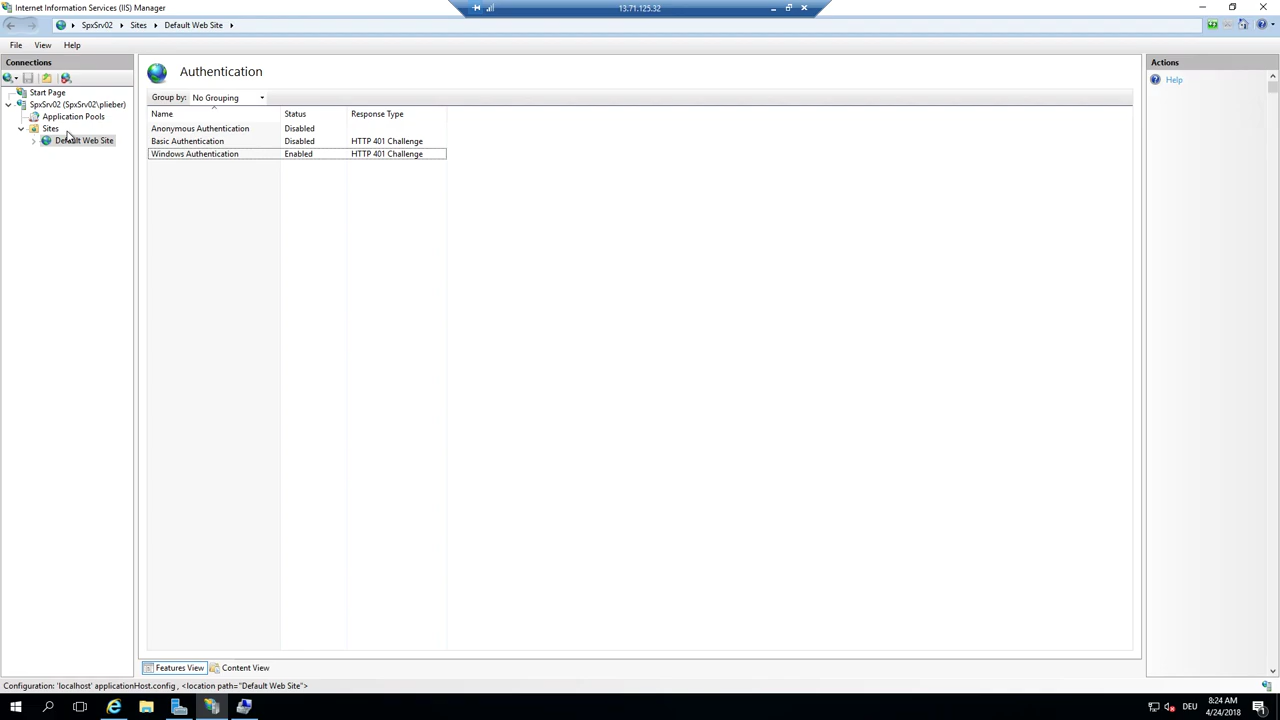 Internet Information Services (IIS) Manager
13.71.125.32
SpxSrv02 Sites Default Web Site
File View Help
Connections
Start Page
SpxSrv02 (SpxSrv02\plieber)
Application Pools
Sites
Default Web Site
Authentication
Group by: No Grouping
Name Status Response Type
Anonymous Authentication Disabled
Basic Authentication Disabled HTTP 401 Challenge
Windows Authentication Enabled HTTP 401 Challenge
Actions
Help
Features View Content View
Configuration: 'localhost' applicationHost.config , <location path="Default Web Site">
DEU
8:24 AM
4/24/2018
1